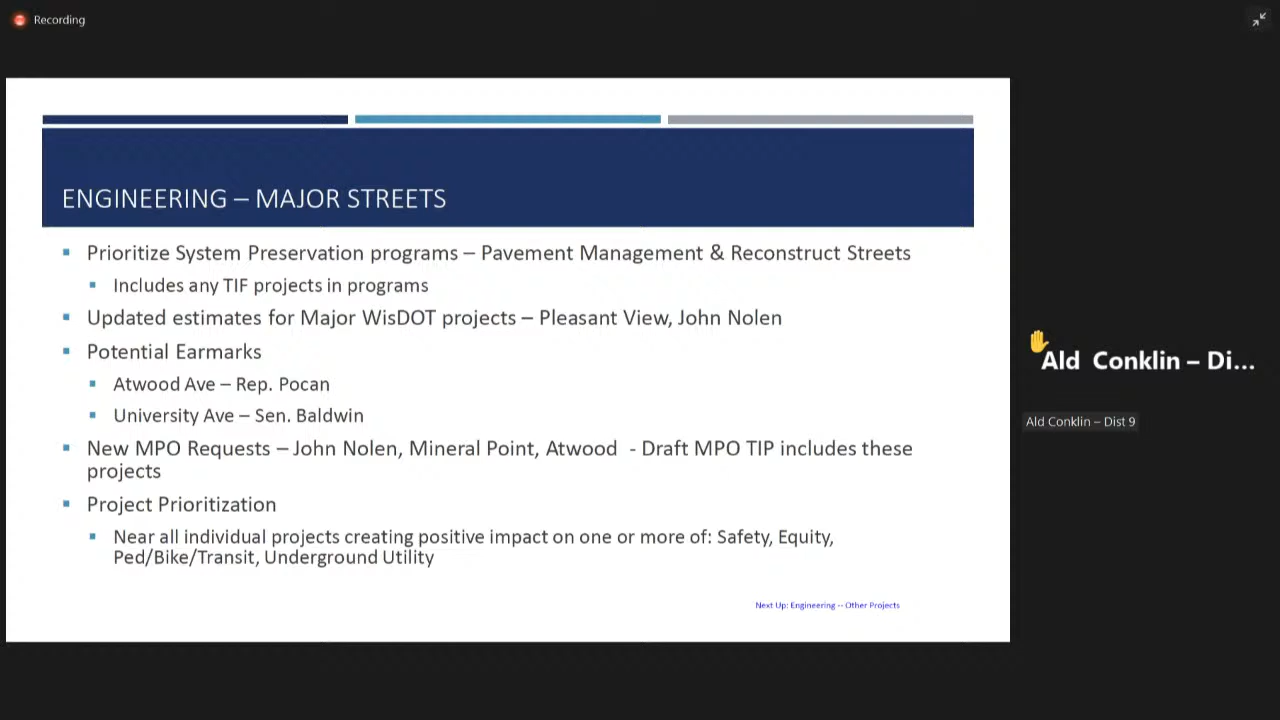 Recording
ENGINEERING – MAJOR STREETS
Prioritize System Preservation programs – Pavement Management & Reconstruct Streets
Includes any TIF projects in programs
Updated estimates for Major WisDOT projects – Pleasant View, John Nolen
Potential Earmarks
Atwood Ave – Rep. Pocan
University Ave – Sen. Baldwin
New MPO Requests – John Nolen, Mineral Point, Atwood - Draft MPO TIP includes these
projects
Project Prioritization
Near all individual projects creating positive impact on one or more of: Safety, Equity,
Ped/Bike/Transit, Underground Utility
Next Up: Engineering -- Other Projects
Ald Conklin – Di...
Ald Conklin – Dist 9